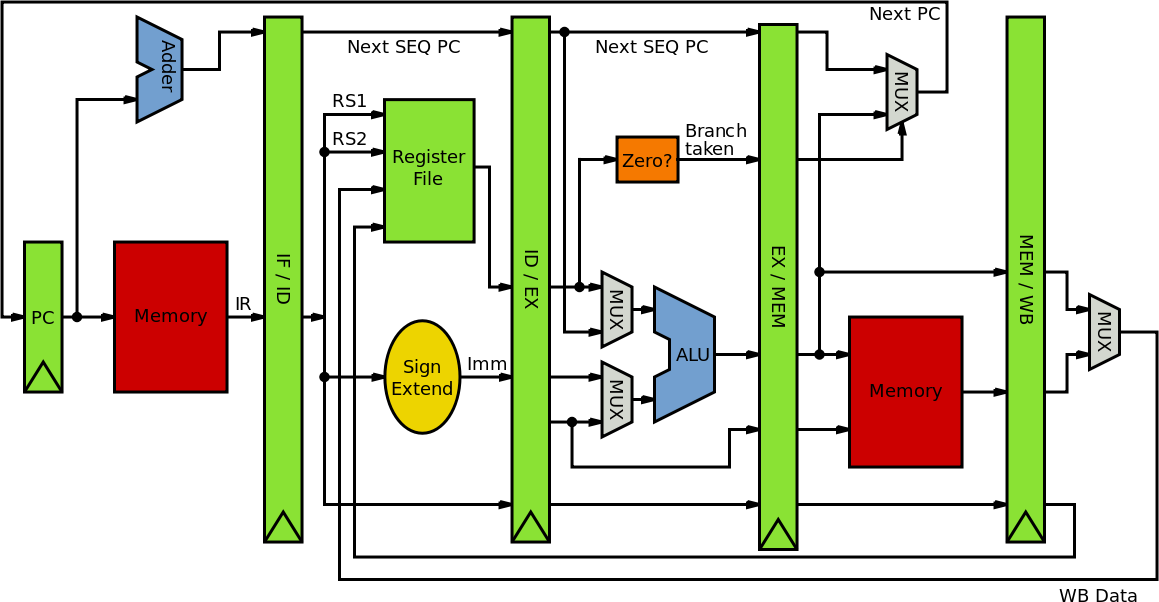 Next PC
Adder
Next SEQ PC
Next SEQ PC
MUX
RS1
RS2
Branch
taken
Register
File
Zero?
IF / ID
ID / EX
EX / MEM
MEM / WB
PC
Memory
IR
MUX
ALU
MUX
Sign
Extend
Imm
MUX
Memory
WB Data